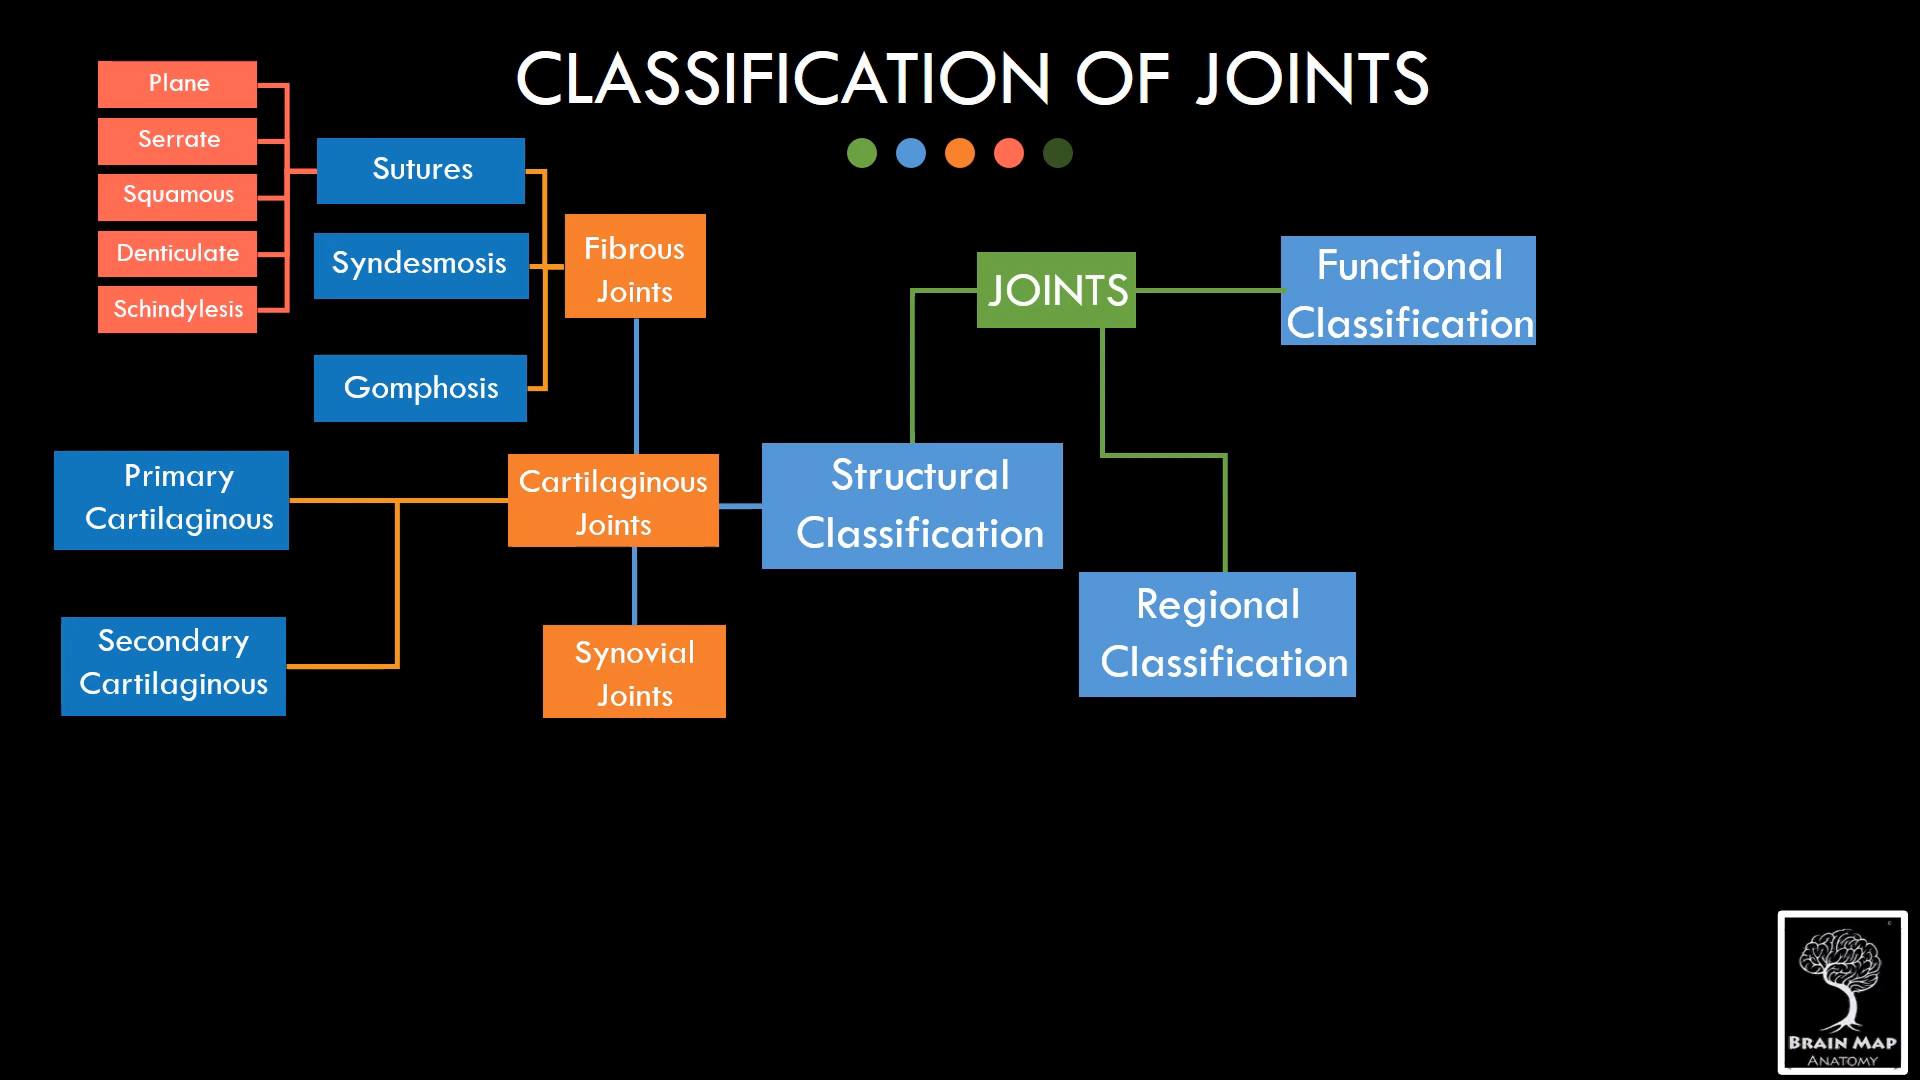 CLASSIFICATION OF JOINTS
Plane
Serrate
Squamous
Denticulate
Schindylesis
Sutures
Syndesmosis
Gomphosis
Fibrous
Joints
Primary
Cartilaginous
Secondary
Cartilaginous
Cartilaginous
Joints
Synovial
Joints
JOINTS
Structural
Classification
Functional
Classification
Regional
Classification
BRAIN MAP
ANATOMY